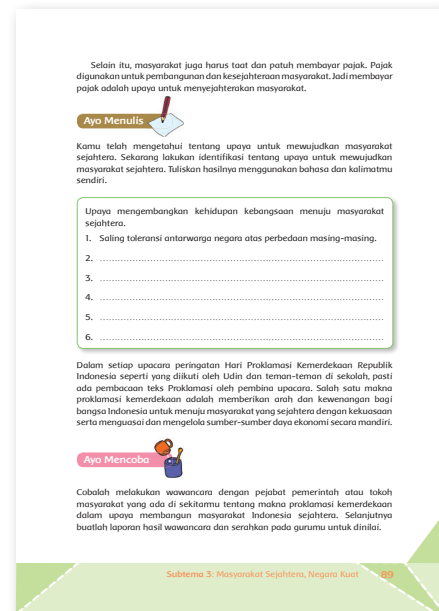 Selain itu, masyarakat juga harus taat dan patuh membayar pajak. Pajak
digunakan untuk pembangunan dan kesejahteraan masyarakat. Jadi membayar
pajak adalah upaya untuk menyejahterakan masyarakat.
Ayo Menulis
Kamu telah mengetahui tentang upaya untuk mewujudkan masyarakat
sejahtera. Sekarang lakukan identifikasi tentang upaya untuk mewujudkan
masyarakat sejahtera. Tuliskan hasilnya menggunakan bahasa dan kalimatmu
sendiri.
Upaya mengembangkan kehidupan kebangsaan menuju masyarakat
sejahtera.
1. Saling toleransi antarwarga negara atas perbedaan masing-masing.
2. ................................................................................
3. ................................................................................
4. ................................................................................
5. ................................................................................
6. ................................................................................
Dalam setiap upacara peringatan Hari Proklamasi Kemerdekaan Republik
Indonesia seperti yang diikuti oleh Udin dan teman-teman di sekolah, pasti
ada pembacaan teks Proklamasi oleh pembina upacara. Salah satu makna
proklamasi kemerdekaan adalah memberikan arah dan kewenangan bagi
bangsa Indonesia untuk menuju masyarakat yang sejahtera dengan kekuasaan
serta menguasai dan mengelola sumber-sumber daya ekonomi secara mandiri.
Ayo Mencoba
Cobalah melakukan wawancara dengan pejabat pemerintah atau tokoh
masyarakat yang ada di sekitarmu tentang makna proklamasi kemerdekaan
dalam upaya membangun masyarakat Indonesia sejahtera. Selanjutnya
buatlah laporan hasil wawancara dan serahkan pada gurumu untuk dinilai.
Subtema 3: Masyarakat Sejahtera, Negara Kuat 89